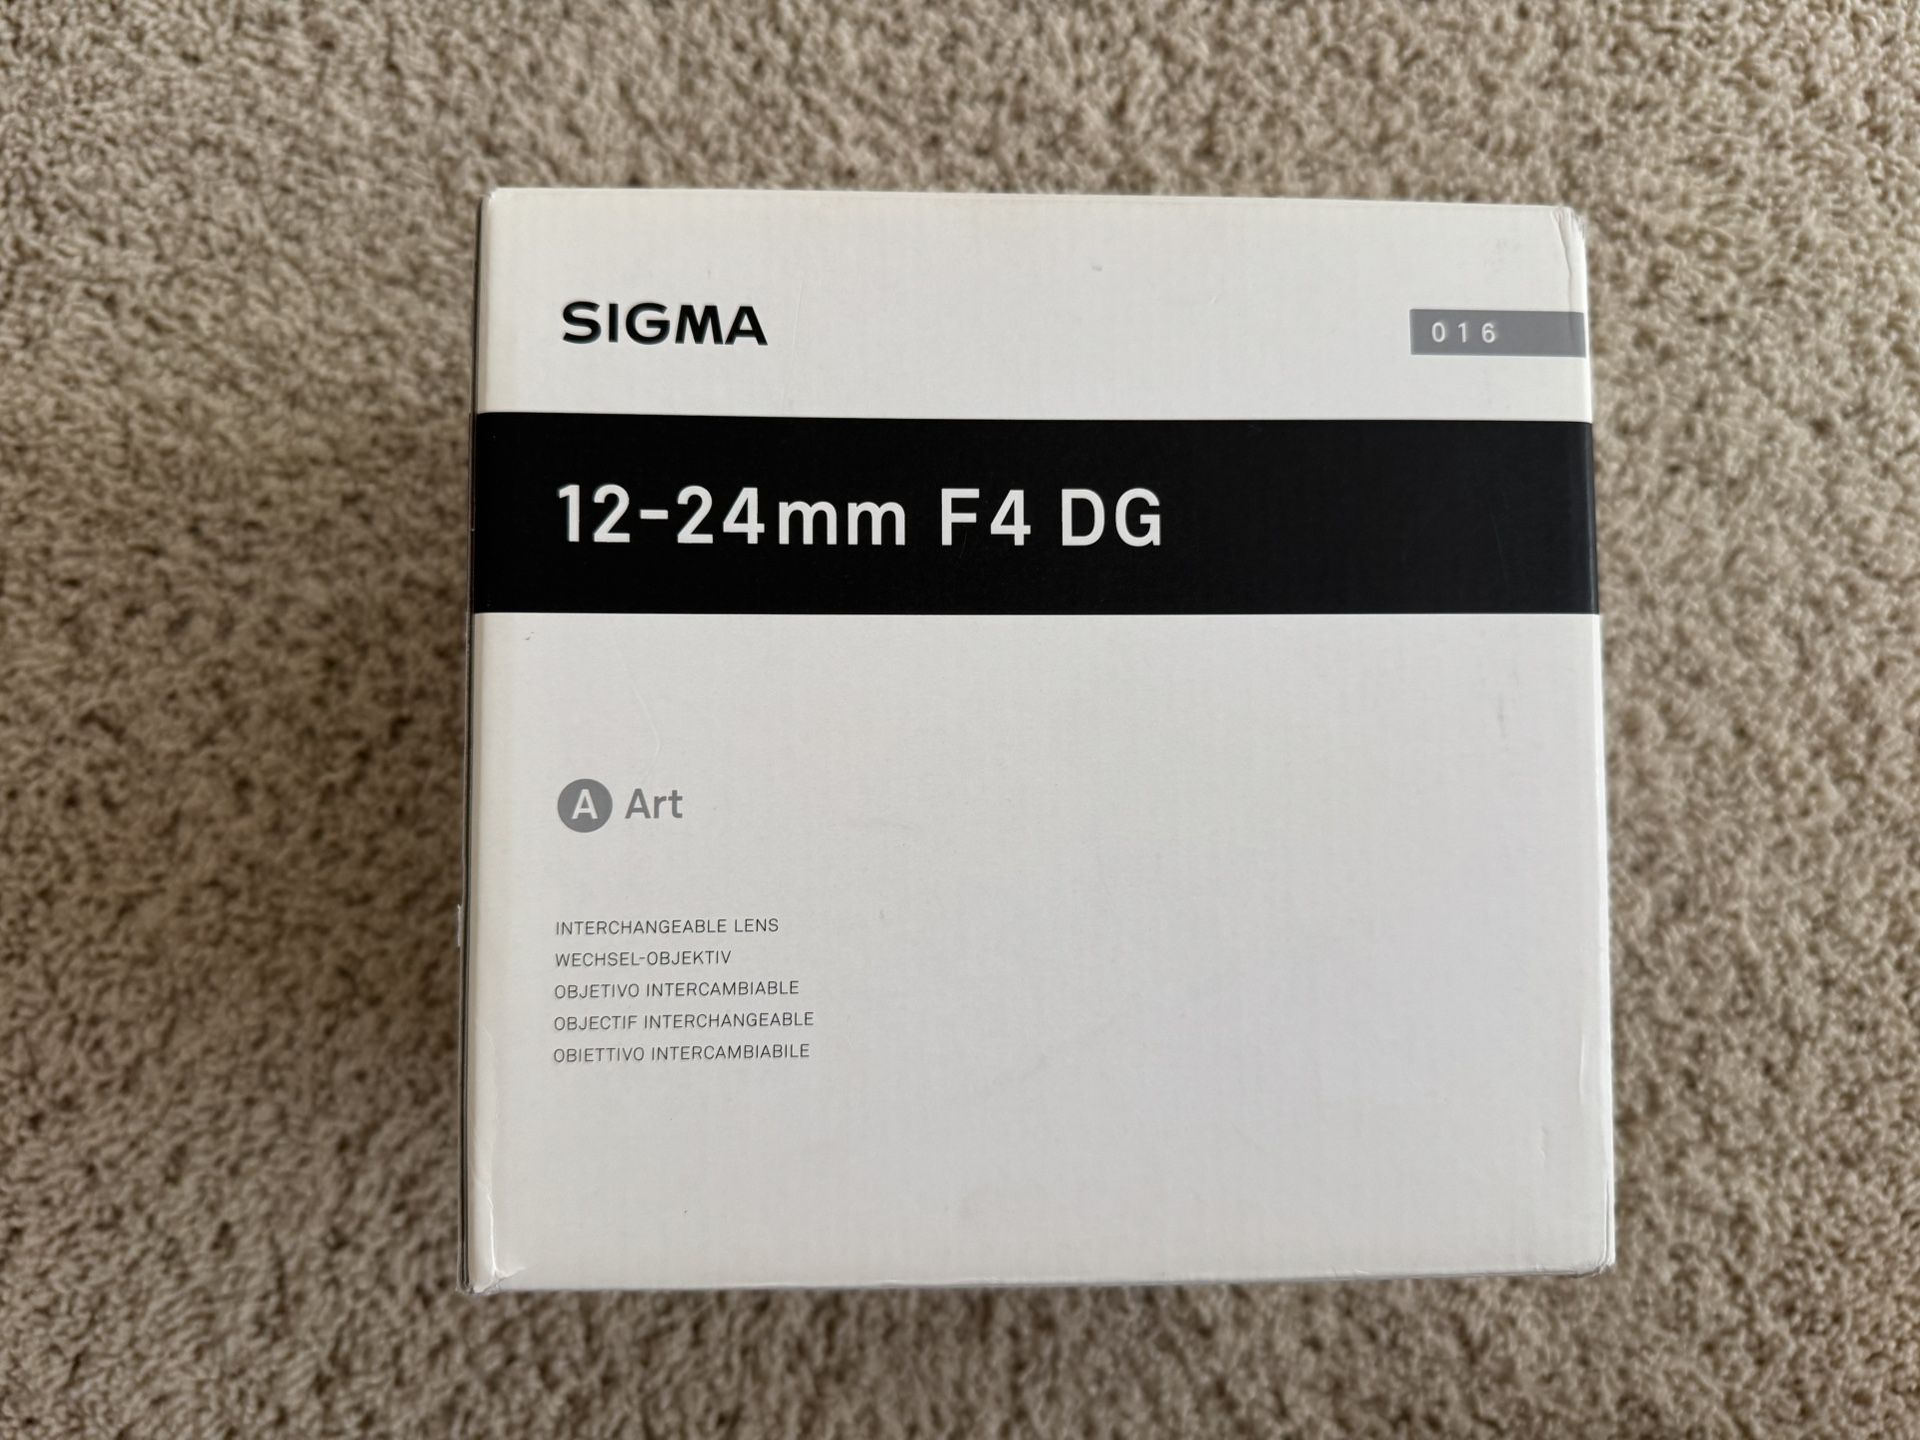 SIGMA
016
12-24mm F4 DG
A Art
INTERCHANGEABLE LENS
WECHSEL-OBJEKTIV
OBJETIVO INTERCAMBIABLE
OBJECTIF INTERCHANGEABLE
OBIETTIVO INTERCAMBIABILE